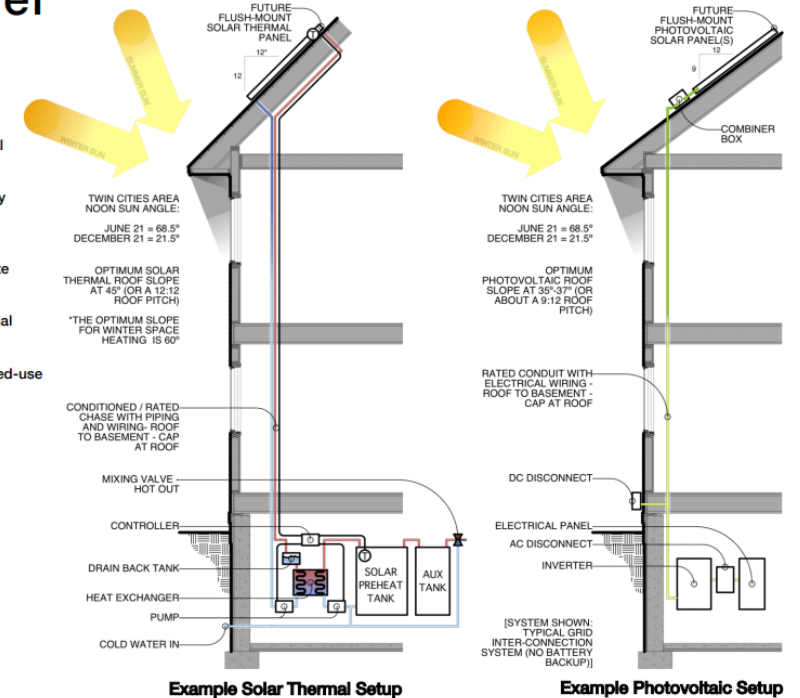 er
l
y
te
ial
ed-use
FUTURE
FLUSH-MOUNT
SOLAR THERMAL
PANEL
T
12"
12
SUMMER SUN
WINTER SUN
TWIN CITIES AREA
NOON SUN ANGLE:
JUNE 21 = 68.5°
DECEMBER 21 = 21.5°
OPTIMUM SOLAR
THERMAL ROOF SLOPE
AT 45° (OR A 12:12
ROOF PITCH)
*THE OPTIMUM SLOPE
FOR WINTER SPACE
HEATING IS 60°
CONDITIONED / RATED
CHASE WITH PIPING
AND WIRING- ROOF
TO BASEMENT - CAP
AT ROOF
MIXING VALVE -
HOT OUT
CONTROLLER
DRAIN BACK TANK
HEAT EXCHANGER
PUMP
COLD WATER IN
T
SOLAR
PREHEAT
TANK
AUX
TANK
Example Solar Thermal Setup
FUTURE
FLUSH-MOUNT
PHOTOVOLTAIC
SOLAR PANEL(S)
12
9
COMBINER
BOX
SUMMER SUN
WINTER SUN
TWIN CITIES AREA
NOON SUN ANGLE:
JUNE 21 = 68.5°
DECEMBER 21 = 21.5°
OPTIMUM
PHOTOVOLTAIC ROOF
SLOPE AT 35°-37° (OR
ABOUT A 9:12 ROOF
PITCH)
RATED CONDUIT WITH
ELECTRICAL WIRING -
ROOF TO BASEMENT -
CAP AT ROOF
DC DISCONNECT
ELECTRICAL PANEL
AC DISCONNECT
INVERTER
[SYSTEM SHOWN:
TYPICAL GRID
INTER-CONNECTION
SYSTEM (NO BATTERY
BACKUP)]
Example Photovoltaic Setup